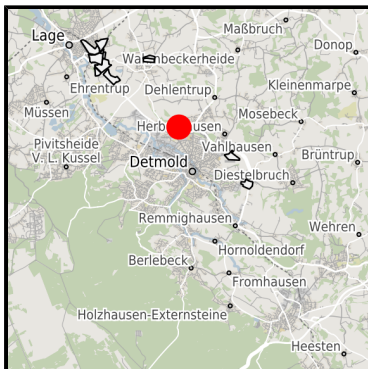 Maßbruch
Lage
Donop
Ehrentrup
Kleinenmarpe
Dehlentrup
Müssen
Mosebeck
Pivitsheide
V. L. Kussel
Vahlhausen
Brüntrup
Detmold
Diestelbruch
Remmighausen
Wehren
Hornoldendorf
Berlebeck
Fromhausen
Holzhausen-Externsteine
Heesten